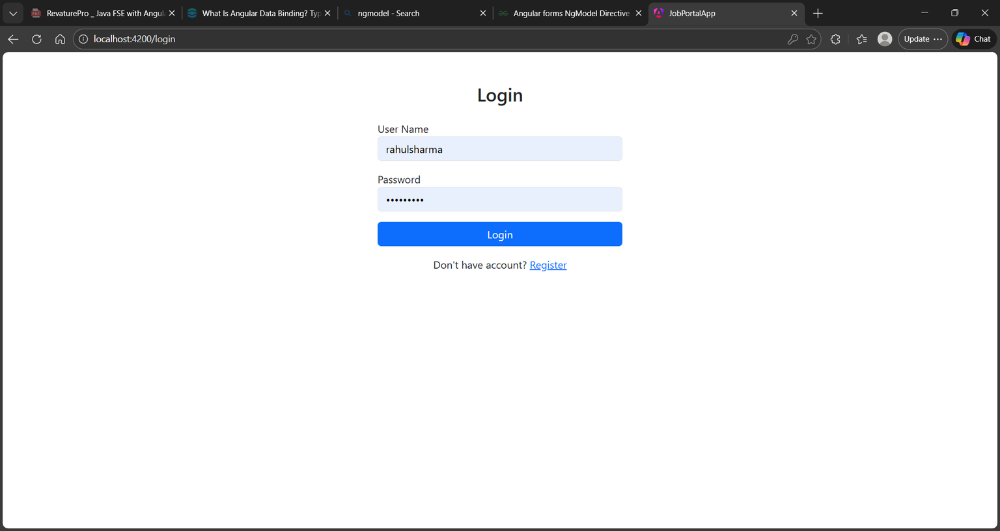 RevaturePro _ Java FSE with Angul
What Is Angular Data Binding? Typ
ngmodel - Search
Angular forms NgModel Directive
JobPortalApp
localhost:4200/login
Update
Chat
Login
User Name
rahulsharma
Password
•••••••••
Login
Don't have account? Register